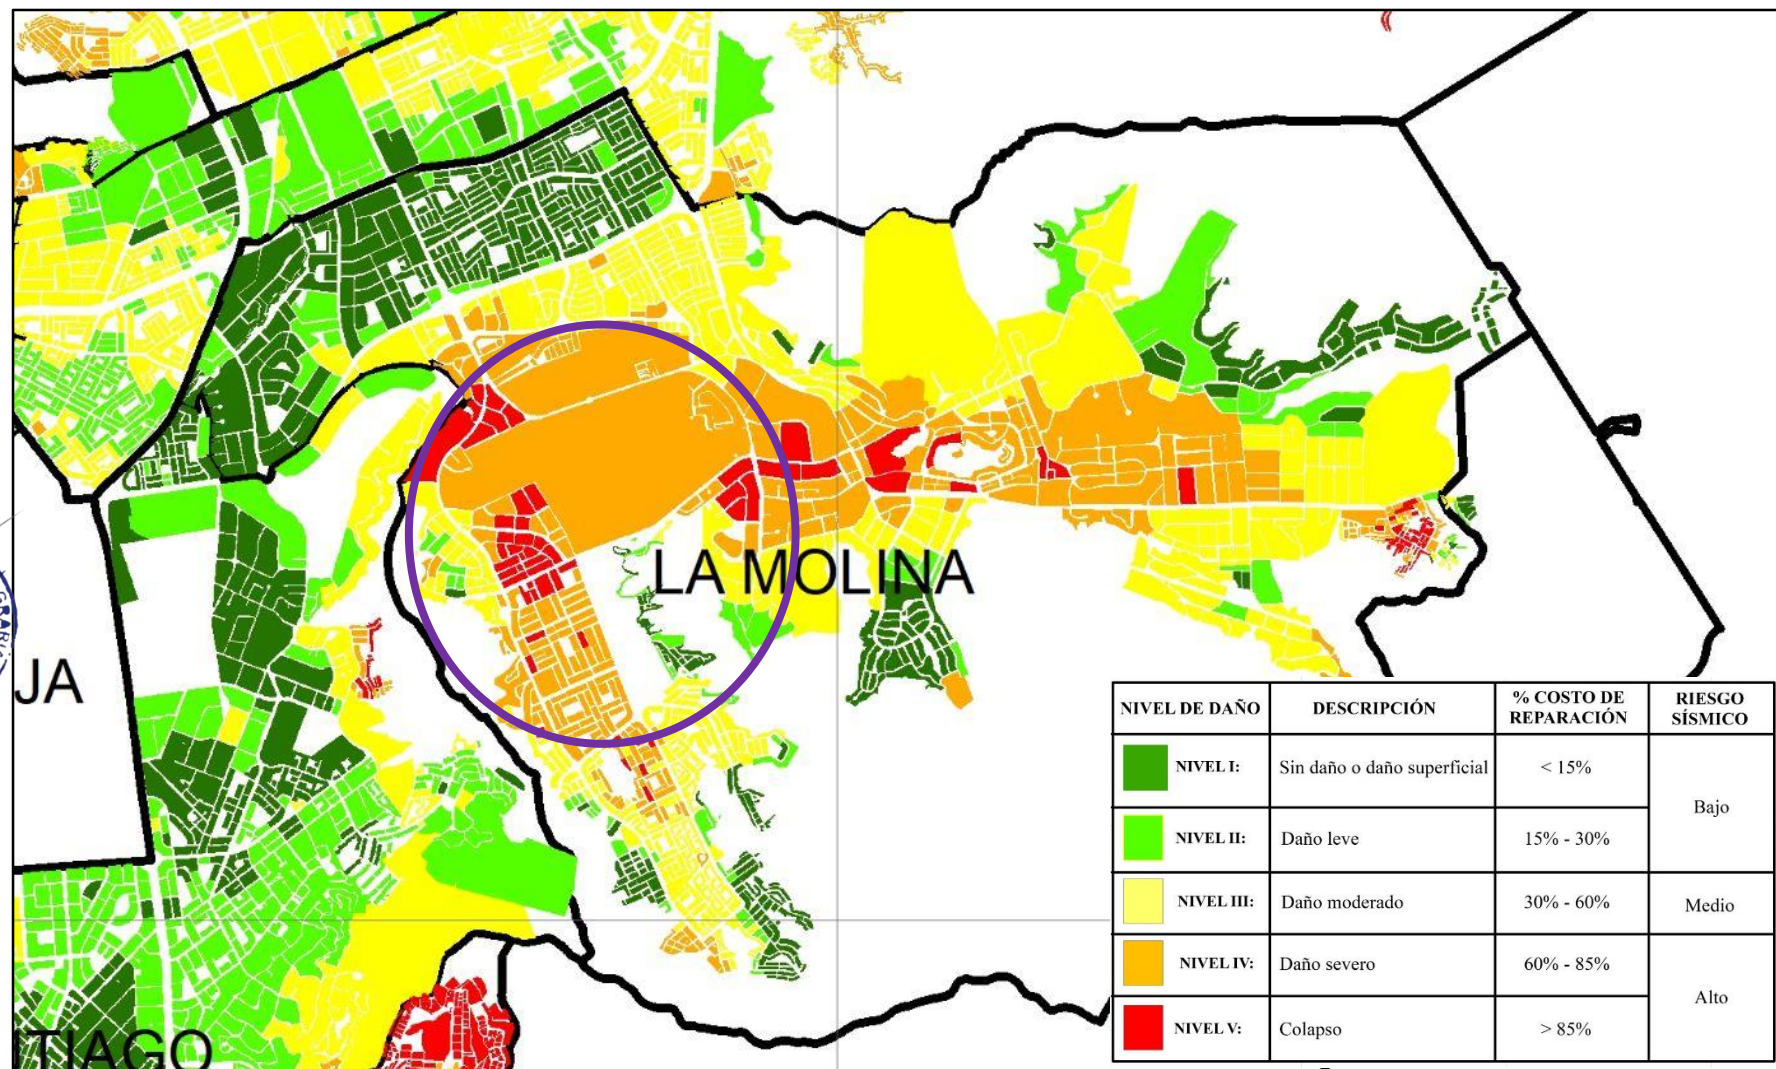 LA MOLINA
JA
TIAGO
NIVEL DE DAÑO DESCRIPCIÓN % COSTO DE REPARACIÓN RIESGO SÍSMICO
NIVEL I: Sin daño o daño superficial < 15% Bajo
NIVEL II: Daño leve 15% - 30%
NIVEL III: Daño moderado 30% - 60% Medio
NIVEL IV: Daño severo 60% - 85% Alto
NIVEL V: Colapso > 85%